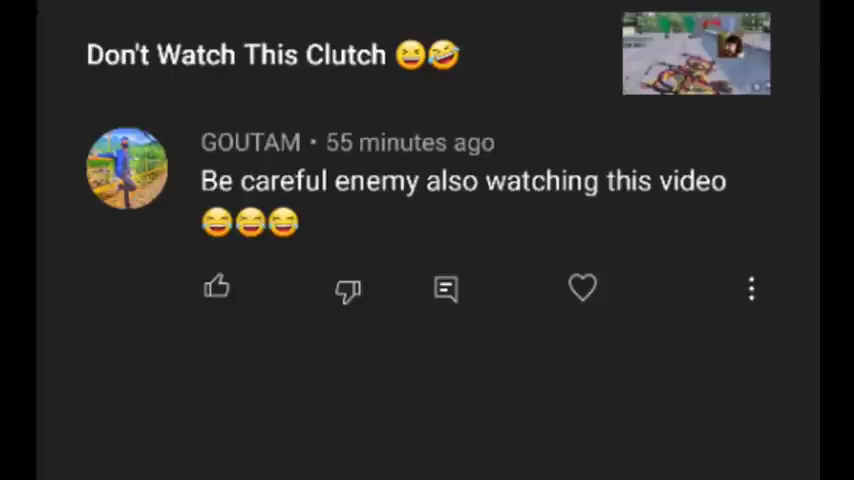 Don't Watch This Clutch 😆🤣
GOUTAM • 55 minutes ago
Be careful enemy also watching this video
😂😂😂